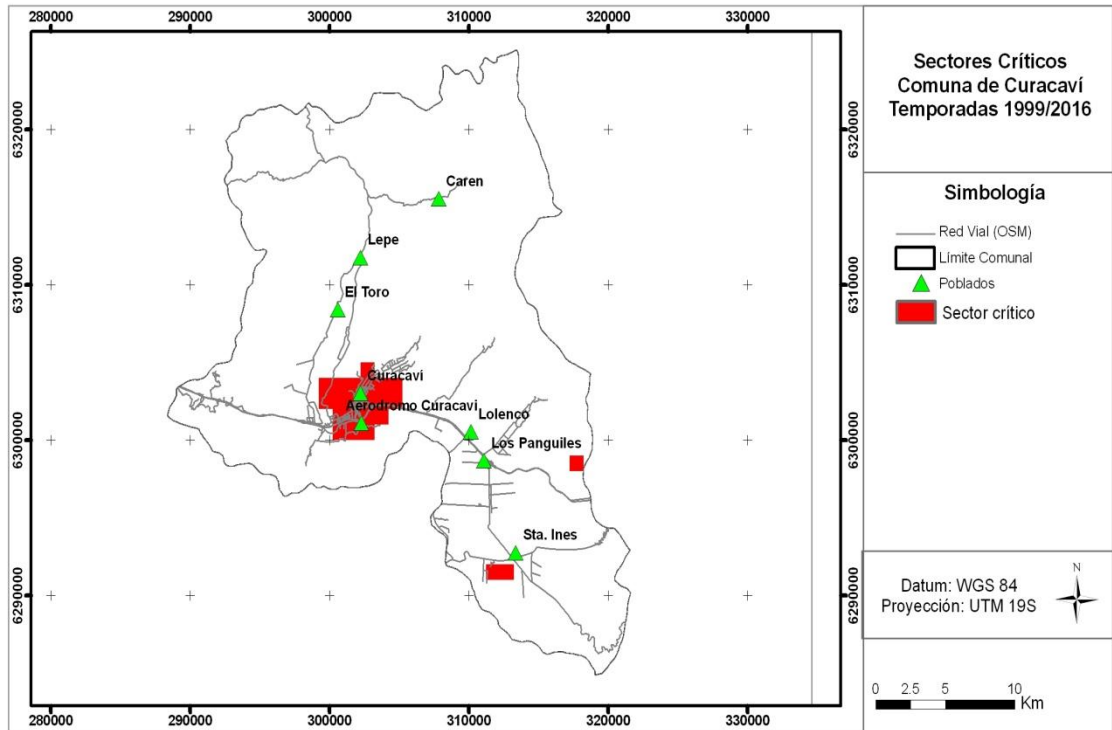 280000 290000 300000 310000 320000 330000
Sectores Críticos
Comuna de Curacaví
Temporadas 1999/2016
6320000
6320000
Caren
Simbología
Red Vial (OSM)
Límite Comunal
Poblados
Sector crítico
Lepe
6310000
6310000
El Toro
Curacaví
Aerodromo Curacavi
Lolenco
6300000
6300000
Los Panguiles
Sta. Ines
6290000
6290000
N
Datum: WGS 84
Proyección: UTM 19S
0 2.5 5 10
Km
280000 290000 300000 310000 320000 330000